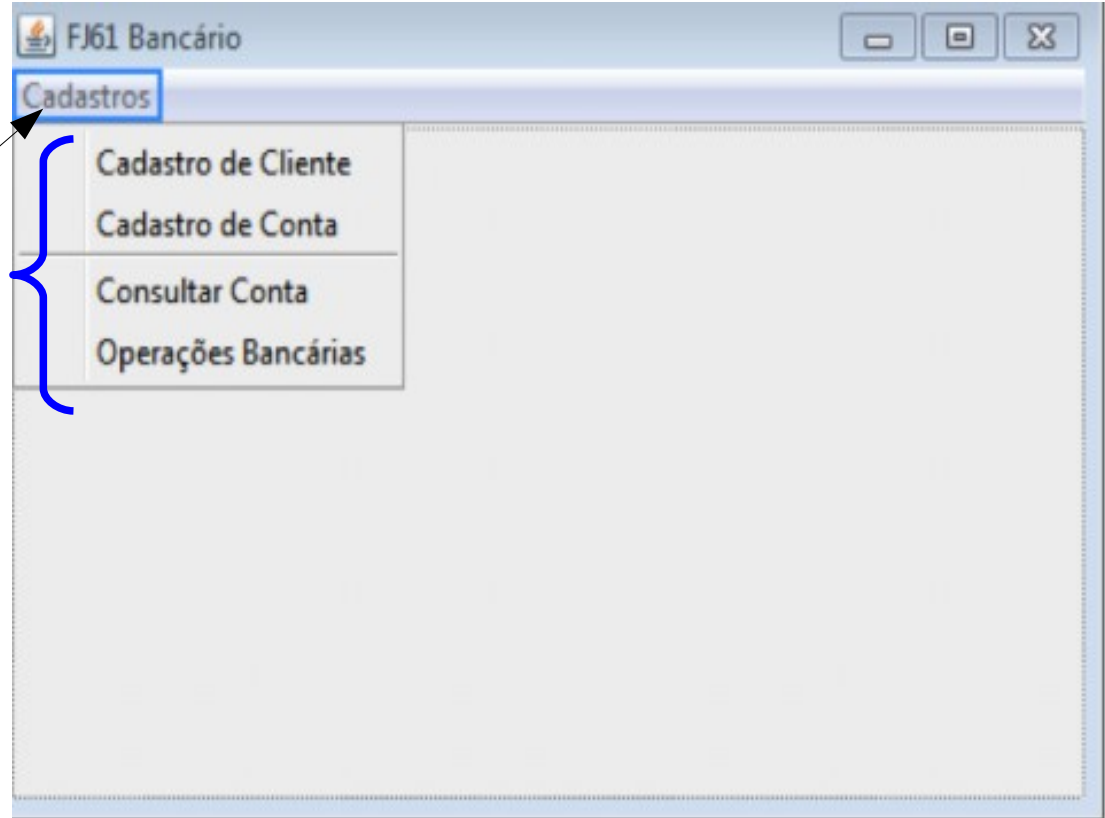 FJ61 Bancário
Cadastros
Cadastro de Cliente
Cadastro de Conta
Consultar Conta
Operações Bancárias